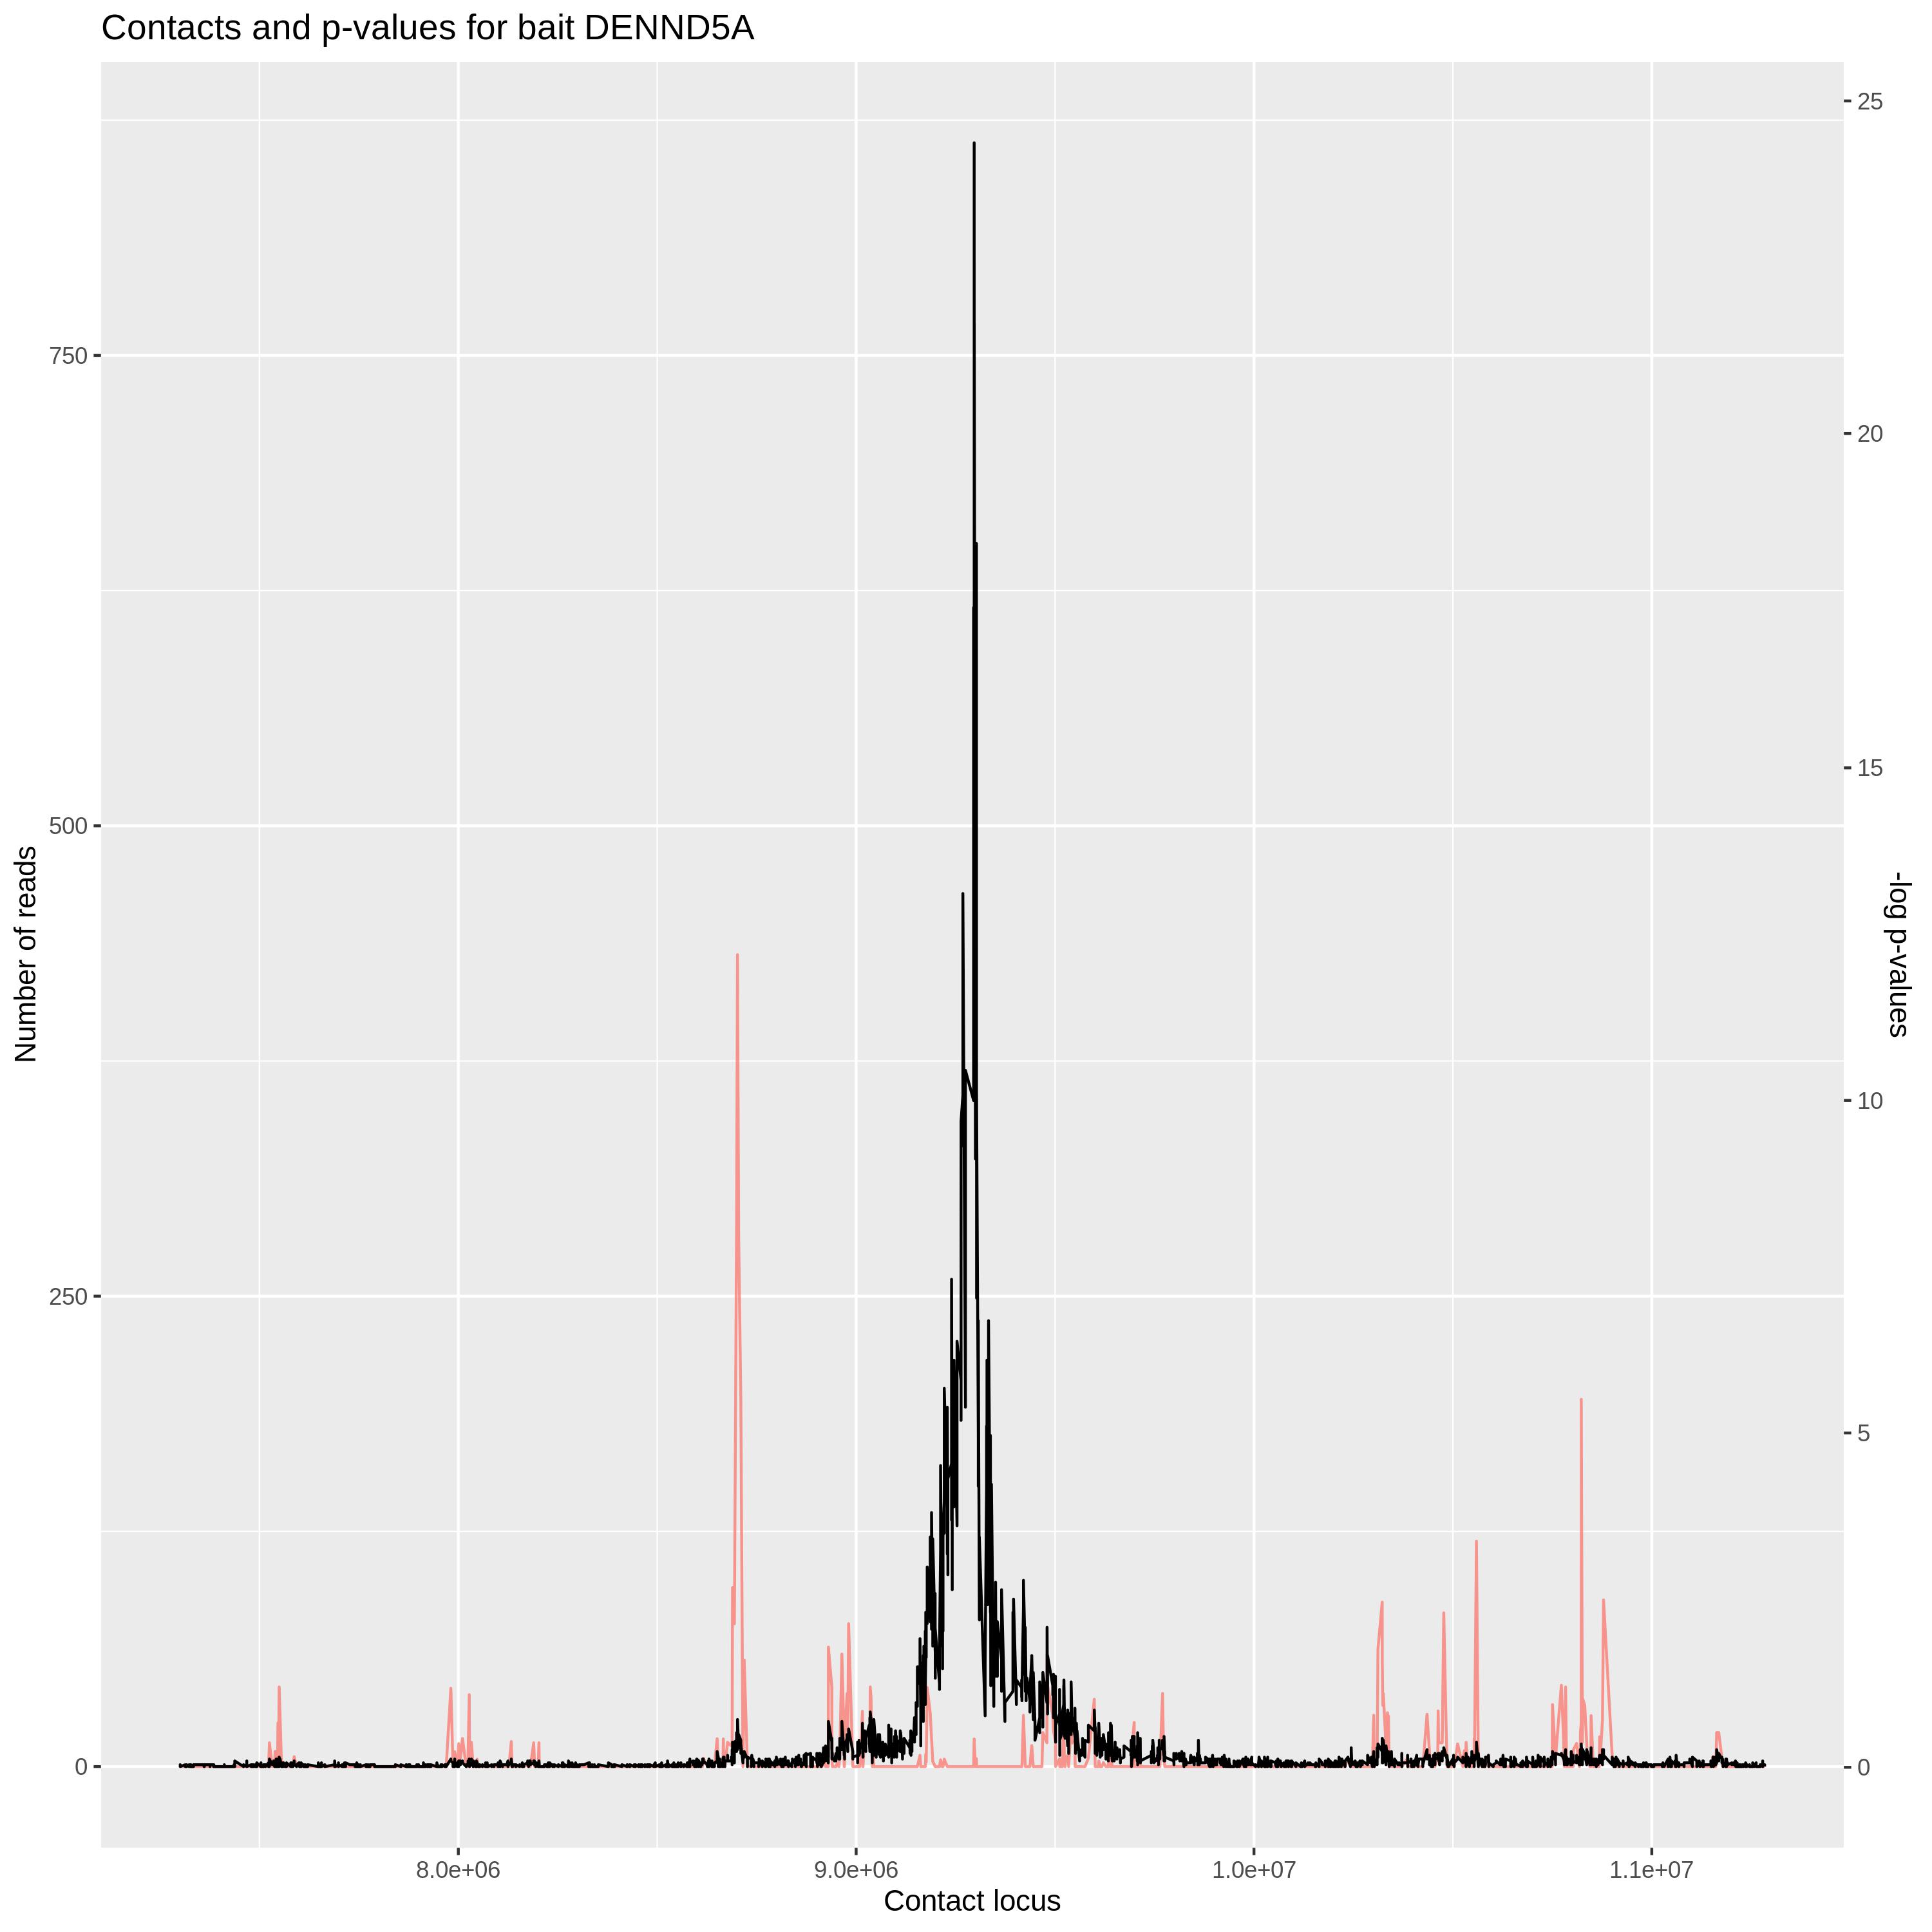 Contacts and p-values for bait DENND5A
25
20
15
10
5
0
750
500
250
0
Number of reads
-log p-values
8.0e+06
9.0e+06
1.0e+07
1.1e+07
Contact locus